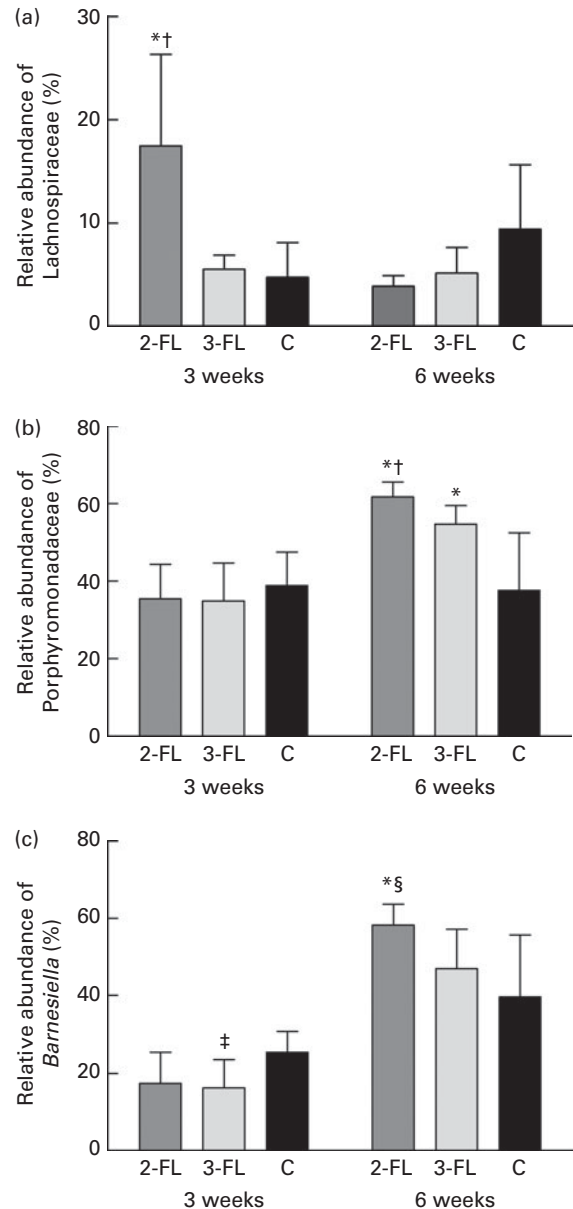 (a)
Relative abundance of
Lachnospiraceae (%)
30
20
10
0
*†
2-FL 3-FL C 2-FL 3-FL C
3 weeks 6 weeks
(b)
Relative abundance of
Porphyromonadaceae (%)
80
60
40
20
0
*† *
2-FL 3-FL C 2-FL 3-FL C
3 weeks 6 weeks
(c)
Relative abundance of
Barnesiella (%)
80
60
40
20
0
*§
‡
2-FL 3-FL C 2-FL 3-FL C
3 weeks 6 weeks